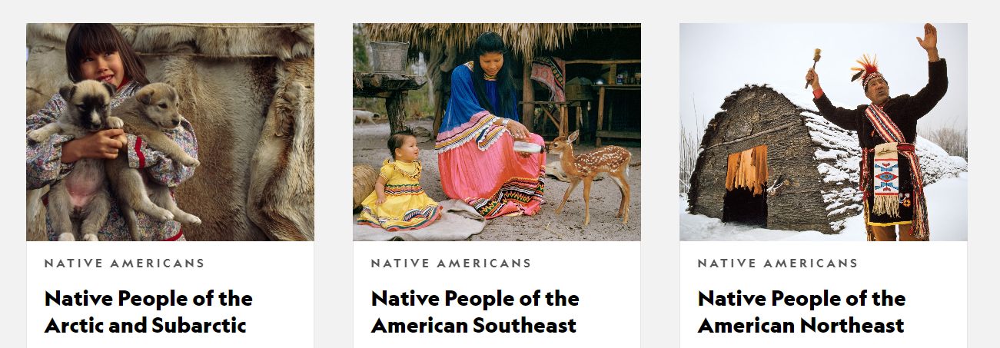 NATIVE AMERICANS
Native People of the
Arctic and Subarctic
NATIVE AMERICANS
Native People of the
American Southeast
NATIVE AMERICANS
Native People of the
American Northeast